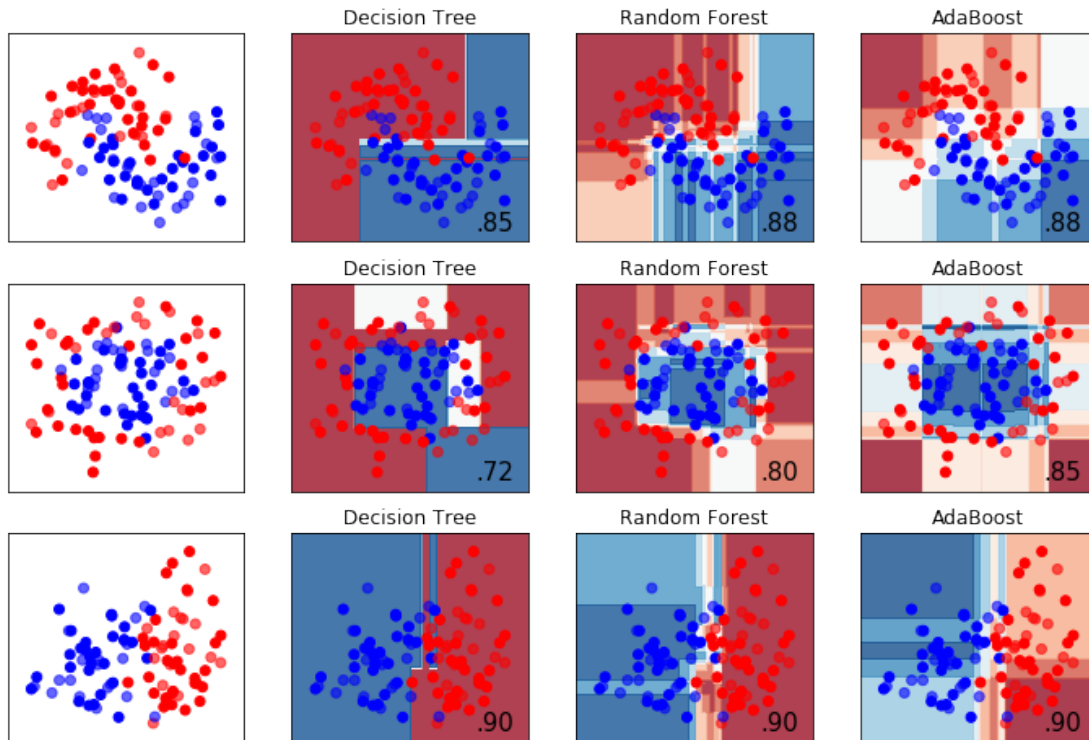 Decision Tree Random Forest AdaBoost
.85 .88 .88
Decision Tree Random Forest AdaBoost
.72 .80 .85
Decision Tree Random Forest AdaBoost
.90 .90 .90